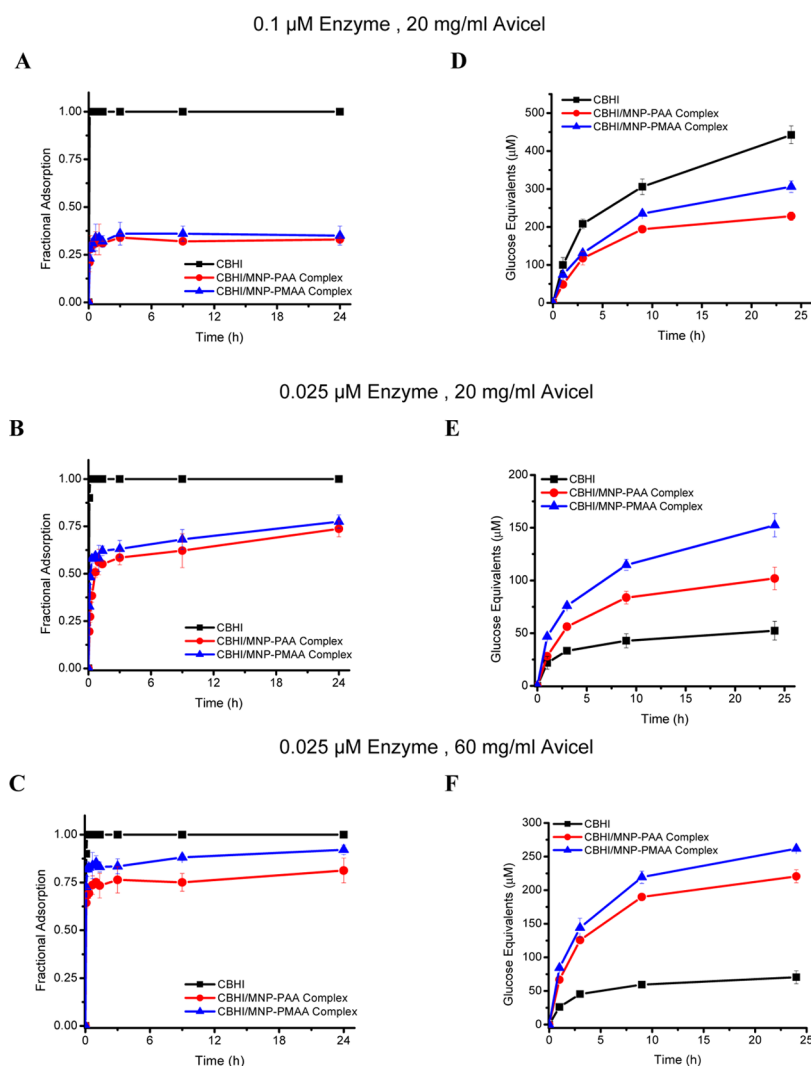 0.1 µM Enzyme , 20 mg/ml Avicel
A
1.00
0.75
0.50
0.25
0.00
Fractional Adsorption
CBHI
CBHI/MNP-PAA Complex
CBHI/MNP-PMAA Complex
0 6 12 18 24
Time (h)
D
450
400
300
200
100
50
0
Glucose Equivalents (µM)
CBHI
CBHI/MNP-PAA Complex
CBHI/MNP-PMAA Complex
0 5 10 15 20 25
Time (h)
0.025 µM Enzyme , 20 mg/ml Avicel
B
1.00
0.75
0.50
0.25
0.00
Fractional Adsorption
CBHI
CBHI/MNP-PAA Complex
CBHI/MNP-PMAA Complex
0 6 12 18 24
Time (h)
E
200
150
100
50
0
Glucose Equivalents (µM)
CBHI
CBHI/MNP-PAA Complex
CBHI/MNP-PMAA Complex
0 5 10 15 20 25
Time (h)
0.025 µM Enzyme , 60 mg/ml Avicel
C
1.00
0.75
0.50
0.25
0.00
Fractional Adsorption
CBHI
CBHI/MNP-PAA Complex
CBHI/MNP-PMAA Complex
0 6 12 18 24
Time (h)
F
300
250
200
150
100
50
0
Glucose Equivalents (µM)
CBHI
CBHI/MNP-PAA Complex
CBHI/MNP-PMAA Complex
0 5 10 15 20 25
Time (h)